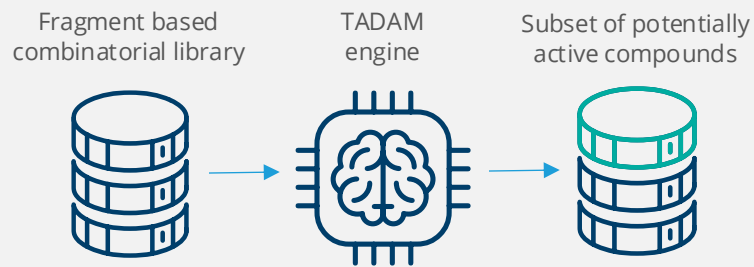 Fragment based
combinatorial library
TADAM
engine
Subset of potentially
active compounds